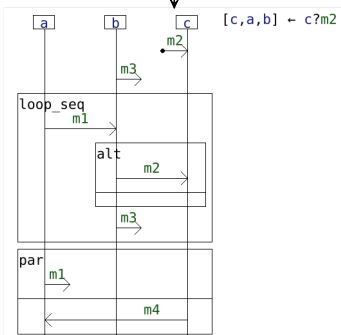 a b c [c,a,b] ← c?m2
m2
m3
loop_seq
m1
alt
m2
m3
par
m1
m4